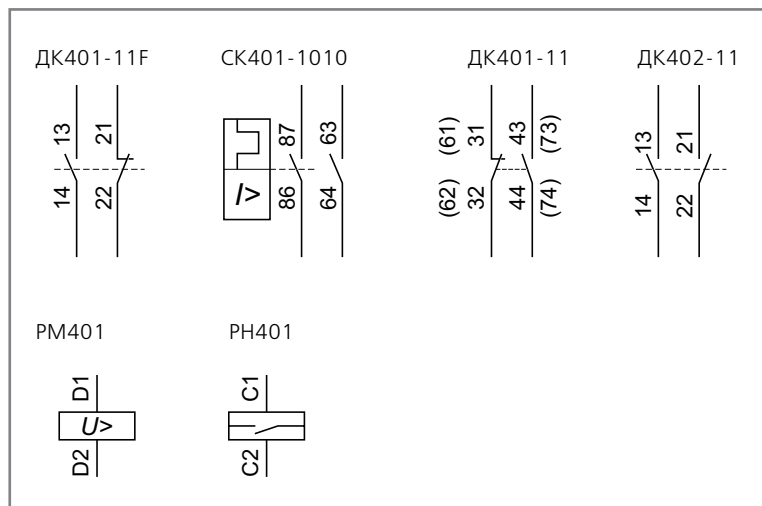 ДК401-11F СК401-1010 ДК401-11 ДК402-11
13 21 87 63 (61) 31 43 (73) 13 21
14 22 I> 86 64 (62) 32 44 (74) 14 22
РМ401 РН401
D1 C1
U>
D2 C2